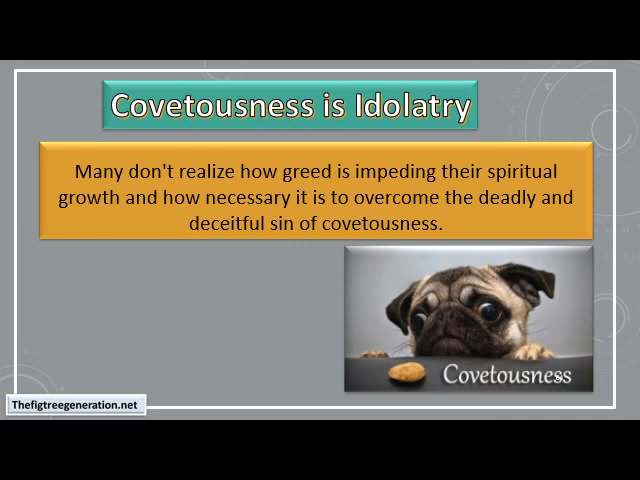 Covetousness is Idolatry
Many don't realize how greed is impeding their spiritual
growth and how necessary it is to overcome the deadly and
deceitful sin of covetousness.
Covetousness
Thefigtreegeneration.net